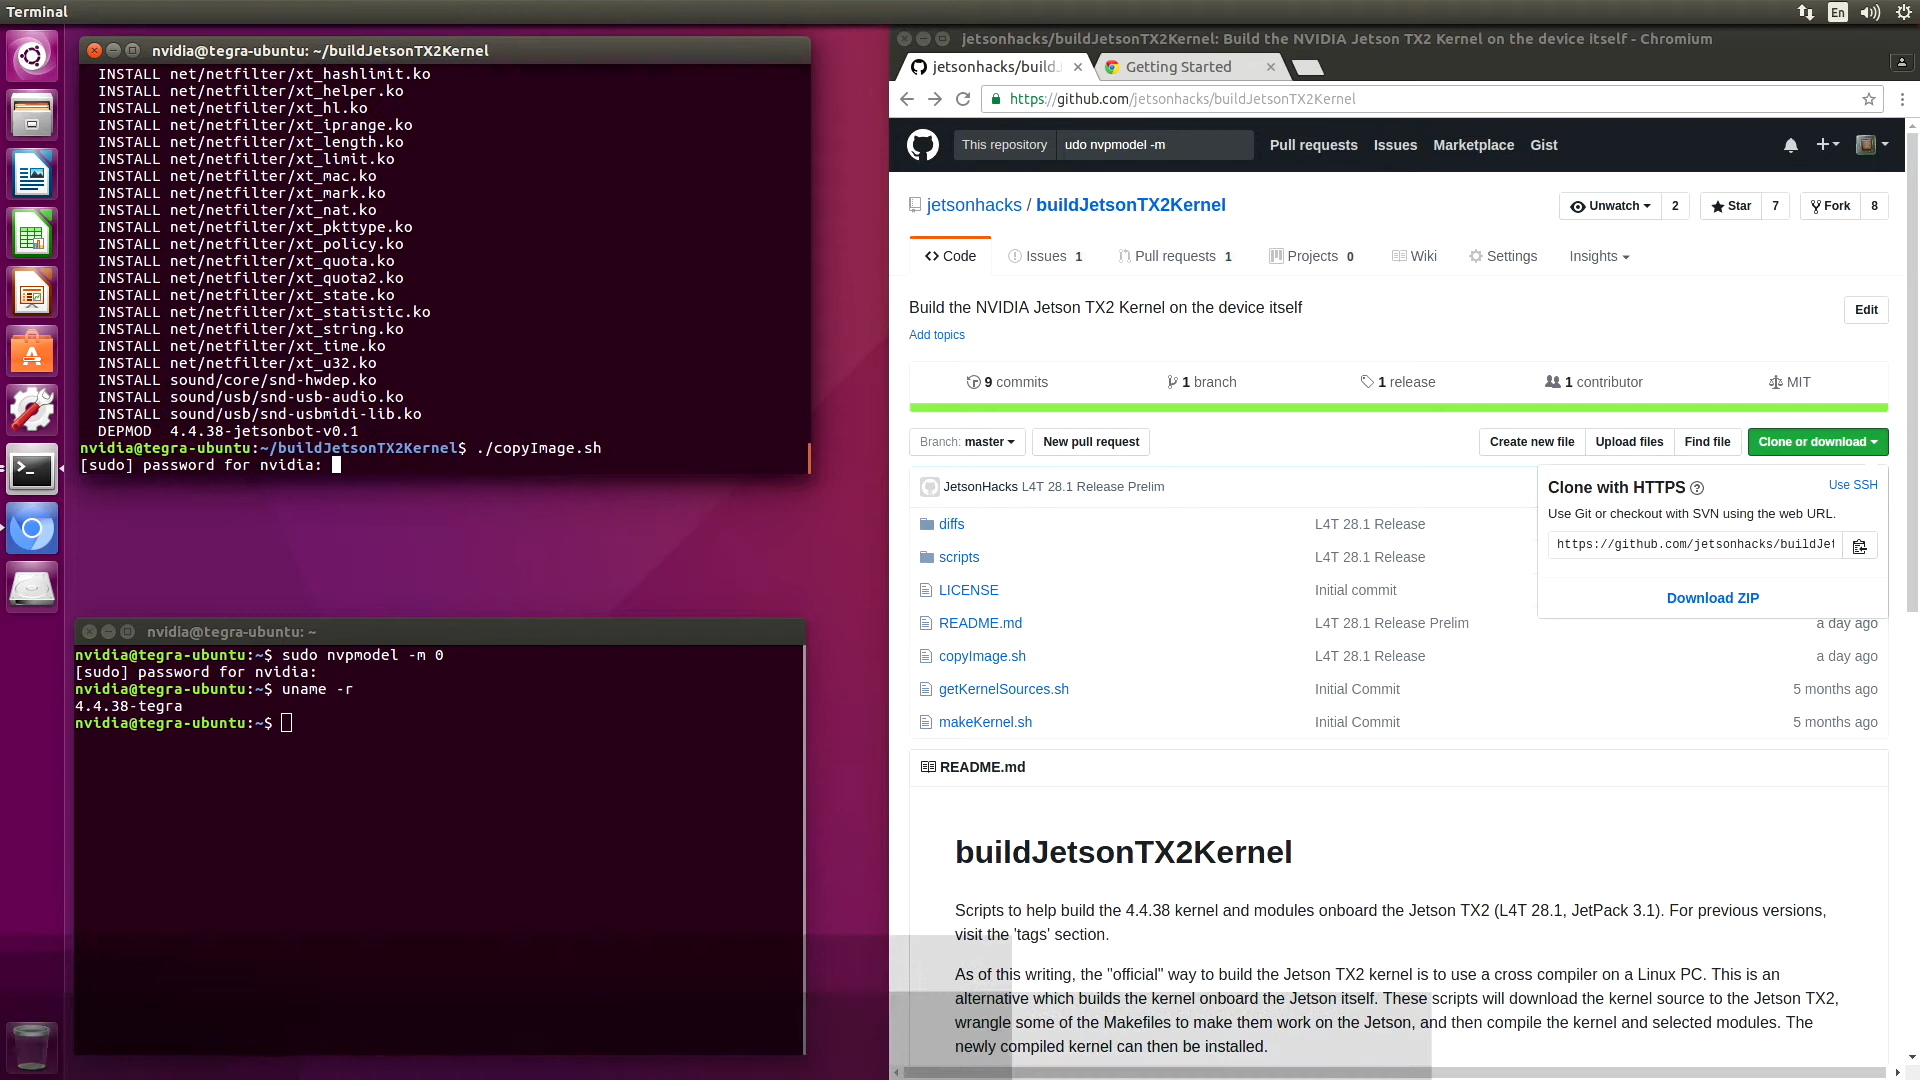 Terminal
En
nvidia@tegra-ubuntu: ~/buildJetsonTX2Kernel
INSTALL net/netfilter/xt_hashlimit.ko
INSTALL net/netfilter/xt_helper.ko
INSTALL net/netfilter/xt_hl.ko
INSTALL net/netfilter/xt_iprange.ko
INSTALL net/netfilter/xt_length.ko
INSTALL net/netfilter/xt_limit.ko
INSTALL net/netfilter/xt_mac.ko
INSTALL net/netfilter/xt_mark.ko
INSTALL net/netfilter/xt_nat.ko
INSTALL net/netfilter/xt_pkttype.ko
INSTALL net/netfilter/xt_policy.ko
INSTALL net/netfilter/xt_quota.ko
INSTALL net/netfilter/xt_quota2.ko
INSTALL net/netfilter/xt_state.ko
INSTALL net/netfilter/xt_statistic.ko
INSTALL net/netfilter/xt_string.ko
INSTALL net/netfilter/xt_time.ko
INSTALL net/netfilter/xt_u32.ko
INSTALL sound/core/snd-hwdep.ko
INSTALL sound/usb/snd-usb-audio.ko
INSTALL sound/usb/snd-usbmidi-lib.ko
DEPMOD 4.4.38-jetsonbot-v0.1
nvidia@tegra-ubuntu:~/buildJetsonTX2Kernel$ ./copyImage.sh
[sudo] password for nvidia:
nvidia@tegra-ubuntu: ~
nvidia@tegra-ubuntu:~$ sudo nvpmodel -m 0
[sudo] password for nvidia:
nvidia@tegra-ubuntu:~$ uname -r
4.4.38-tegra
nvidia@tegra-ubuntu:~$
jetsonhacks/buildJetsonTX2Kernel: Build the NVIDIA Jetson TX2 Kernel on the device itself - Chromium
jetsonhacks/build
Getting Started
https://github.com/jetsonhacks/buildJetsonTX2Kernel
This repository udo nvpmodel -m Pull requests Issues Marketplace Gist
jetsonhacks / buildJetsonTX2Kernel
Unwatch 2 Star 7 Fork 8
Code Issues 1 Pull requests 1 Projects 0 Wiki Settings Insights
Build the NVIDIA Jetson TX2 Kernel on the device itself
Edit
Add topics
9 commits 1 branch 1 release 1 contributor MIT
Branch: master New pull request Create new file Upload files Find file Clone or download
JetsonHacks L4T 28.1 Release Prelim
Clone with HTTPS Use SSH
Use Git or checkout with SVN using the web URL.
https://github.com/jetsonhacks/buildJet
Download ZIP
diffs L4T 28.1 Release
scripts L4T 28.1 Release
LICENSE Initial commit
README.md L4T 28.1 Release Prelim a day ago
copyImage.sh L4T 28.1 Release a day ago
getKernelSources.sh Initial Commit 5 months ago
makeKernel.sh Initial Commit 5 months ago
README.md
buildJetsonTX2Kernel
Scripts to help build the 4.4.38 kernel and modules onboard the Jetson TX2 (L4T 28.1, JetPack 3.1). For previous versions,
visit the 'tags' section.
As of this writing, the "official" way to build the Jetson TX2 kernel is to use a cross compiler on a Linux PC. This is an
alternative which builds the kernel onboard the Jetson itself. These scripts will download the kernel source to the Jetson TX2,
wrangle some of the Makefiles to make them work on the Jetson, and then compile the kernel and selected modules. The
newly compiled kernel can then be installed.